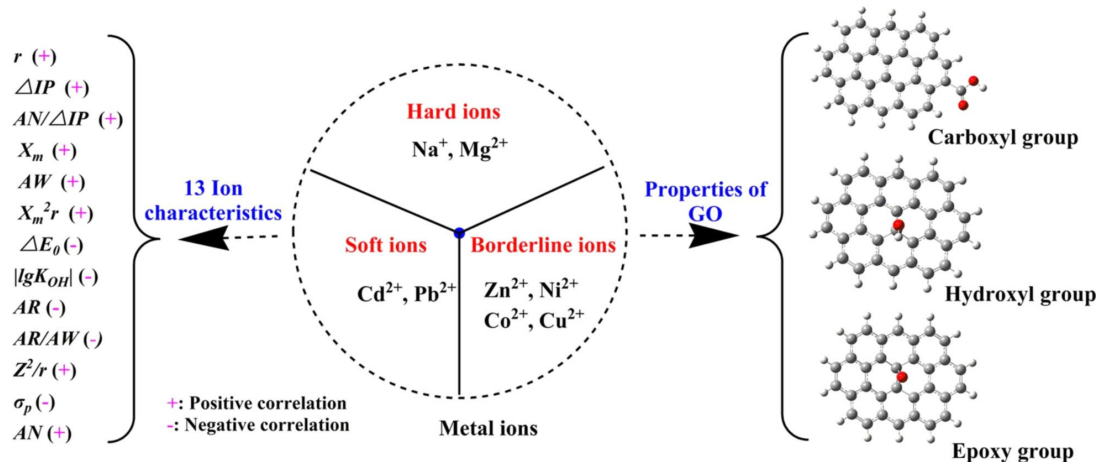 r (+)
△IP (+)
AN/△IP (+)
Xₘ (+)
AW (+)
Xₘ²r (+)
△E₀ (-)
|lgK_OH| (-)
AR (-)
AR/AW (-)
Z²/r (+)
σₚ (-)
AN (+)
13 Ion
characteristics
+: Positive correlation
-: Negative correlation
Hard ions
Na⁺, Mg²⁺
Soft ions
Cd²⁺, Pb²⁺
Borderline ions
Zn²⁺, Ni²⁺
Co²⁺, Cu²⁺
Metal ions
Properties of
GO
Carboxyl group
Hydroxyl group
Epoxy group